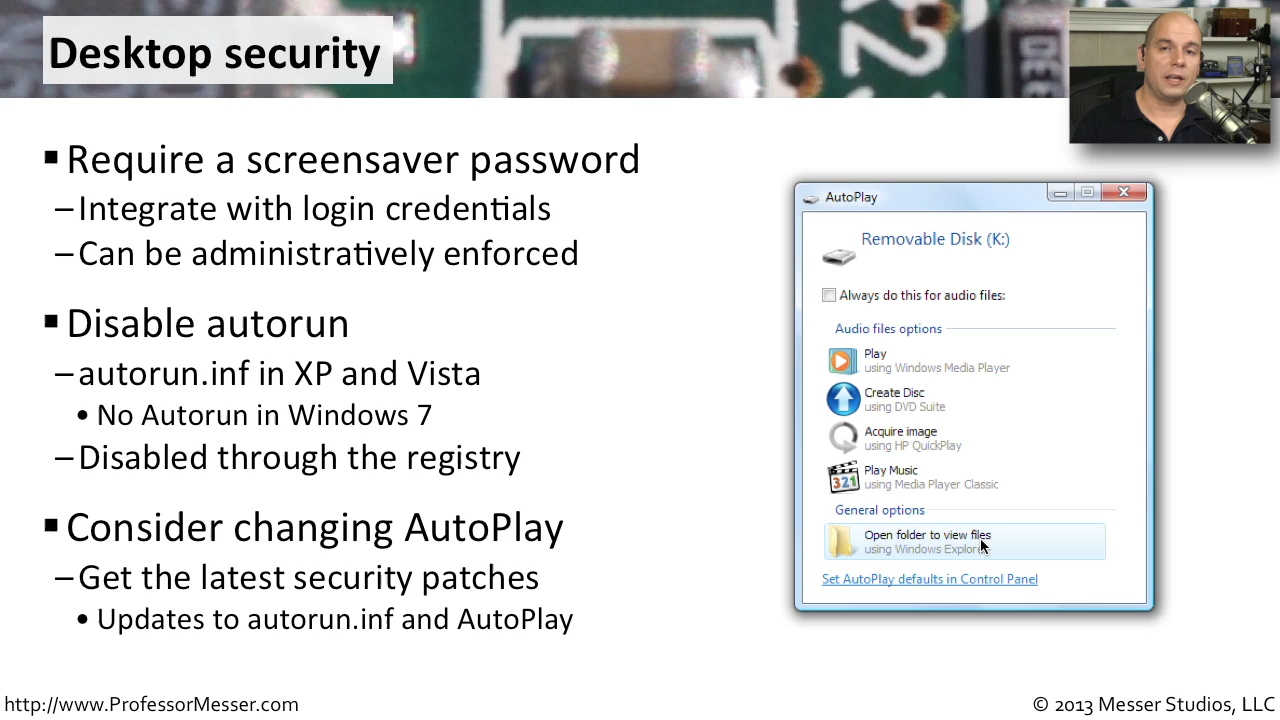 Desktop security
Require a screensaver password
–Integrate with login credentials
–Can be administratively enforced
Disable autorun
–autorun.inf in XP and Vista
• No Autorun in Windows 7
–Disabled through the registry
Consider changing AutoPlay
–Get the latest security patches
• Updates to autorun.inf and AutoPlay
AutoPlay
Removable Disk (K:)
Always do this for audio files:
Audio files options
Play
using Windows Media Player
Create Disc
using DVD Suite
Acquire image
using HP QuickPlay
321
Play Music
using Media Player Classic
General options
Open folder to view files
using Windows Explorer
Set AutoPlay defaults in Control Panel
http://www.ProfessorMesser.com
© 2013 Messer Studios, LLC